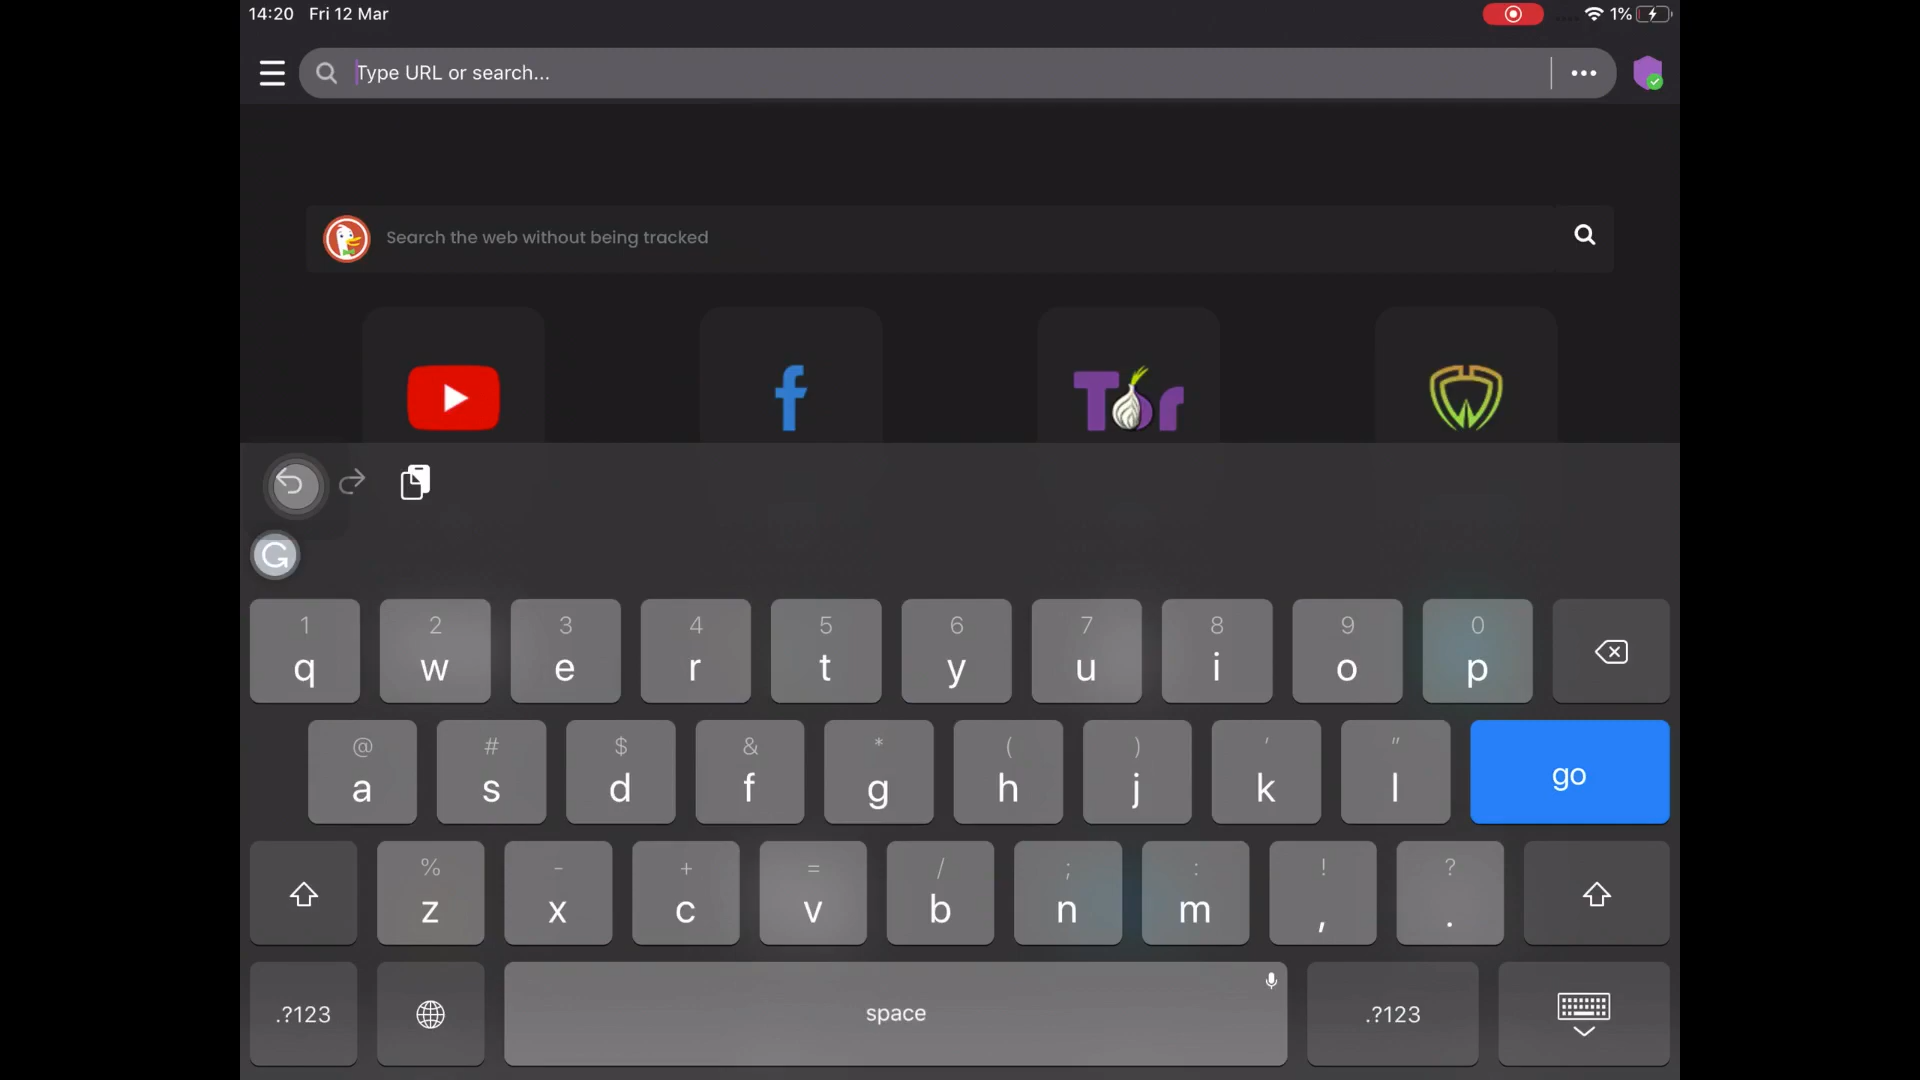 14:20 Fri 12 Mar 1%
Type URL or search...
Search the web without being tracked
f Tor
G
1 2 3 4 5 6 7 8 9 0
q w e r t y u i o p
@ # $ & * ( ) ' "
a s d f g h j k l go
% - + = / ; : ! ?
z x c v b n m , .
.?123 space .?123